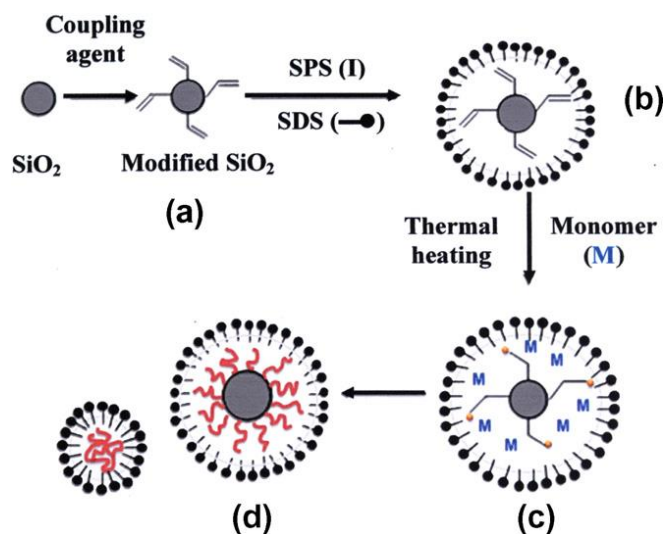 Coupling
agent
SPS (I)
SDS ( )
(b)
SiO2
Modified SiO2
(a)
Thermal
heating
Monomer
(M)
M
M
M
M
M
M
M
M
(d)
(c)